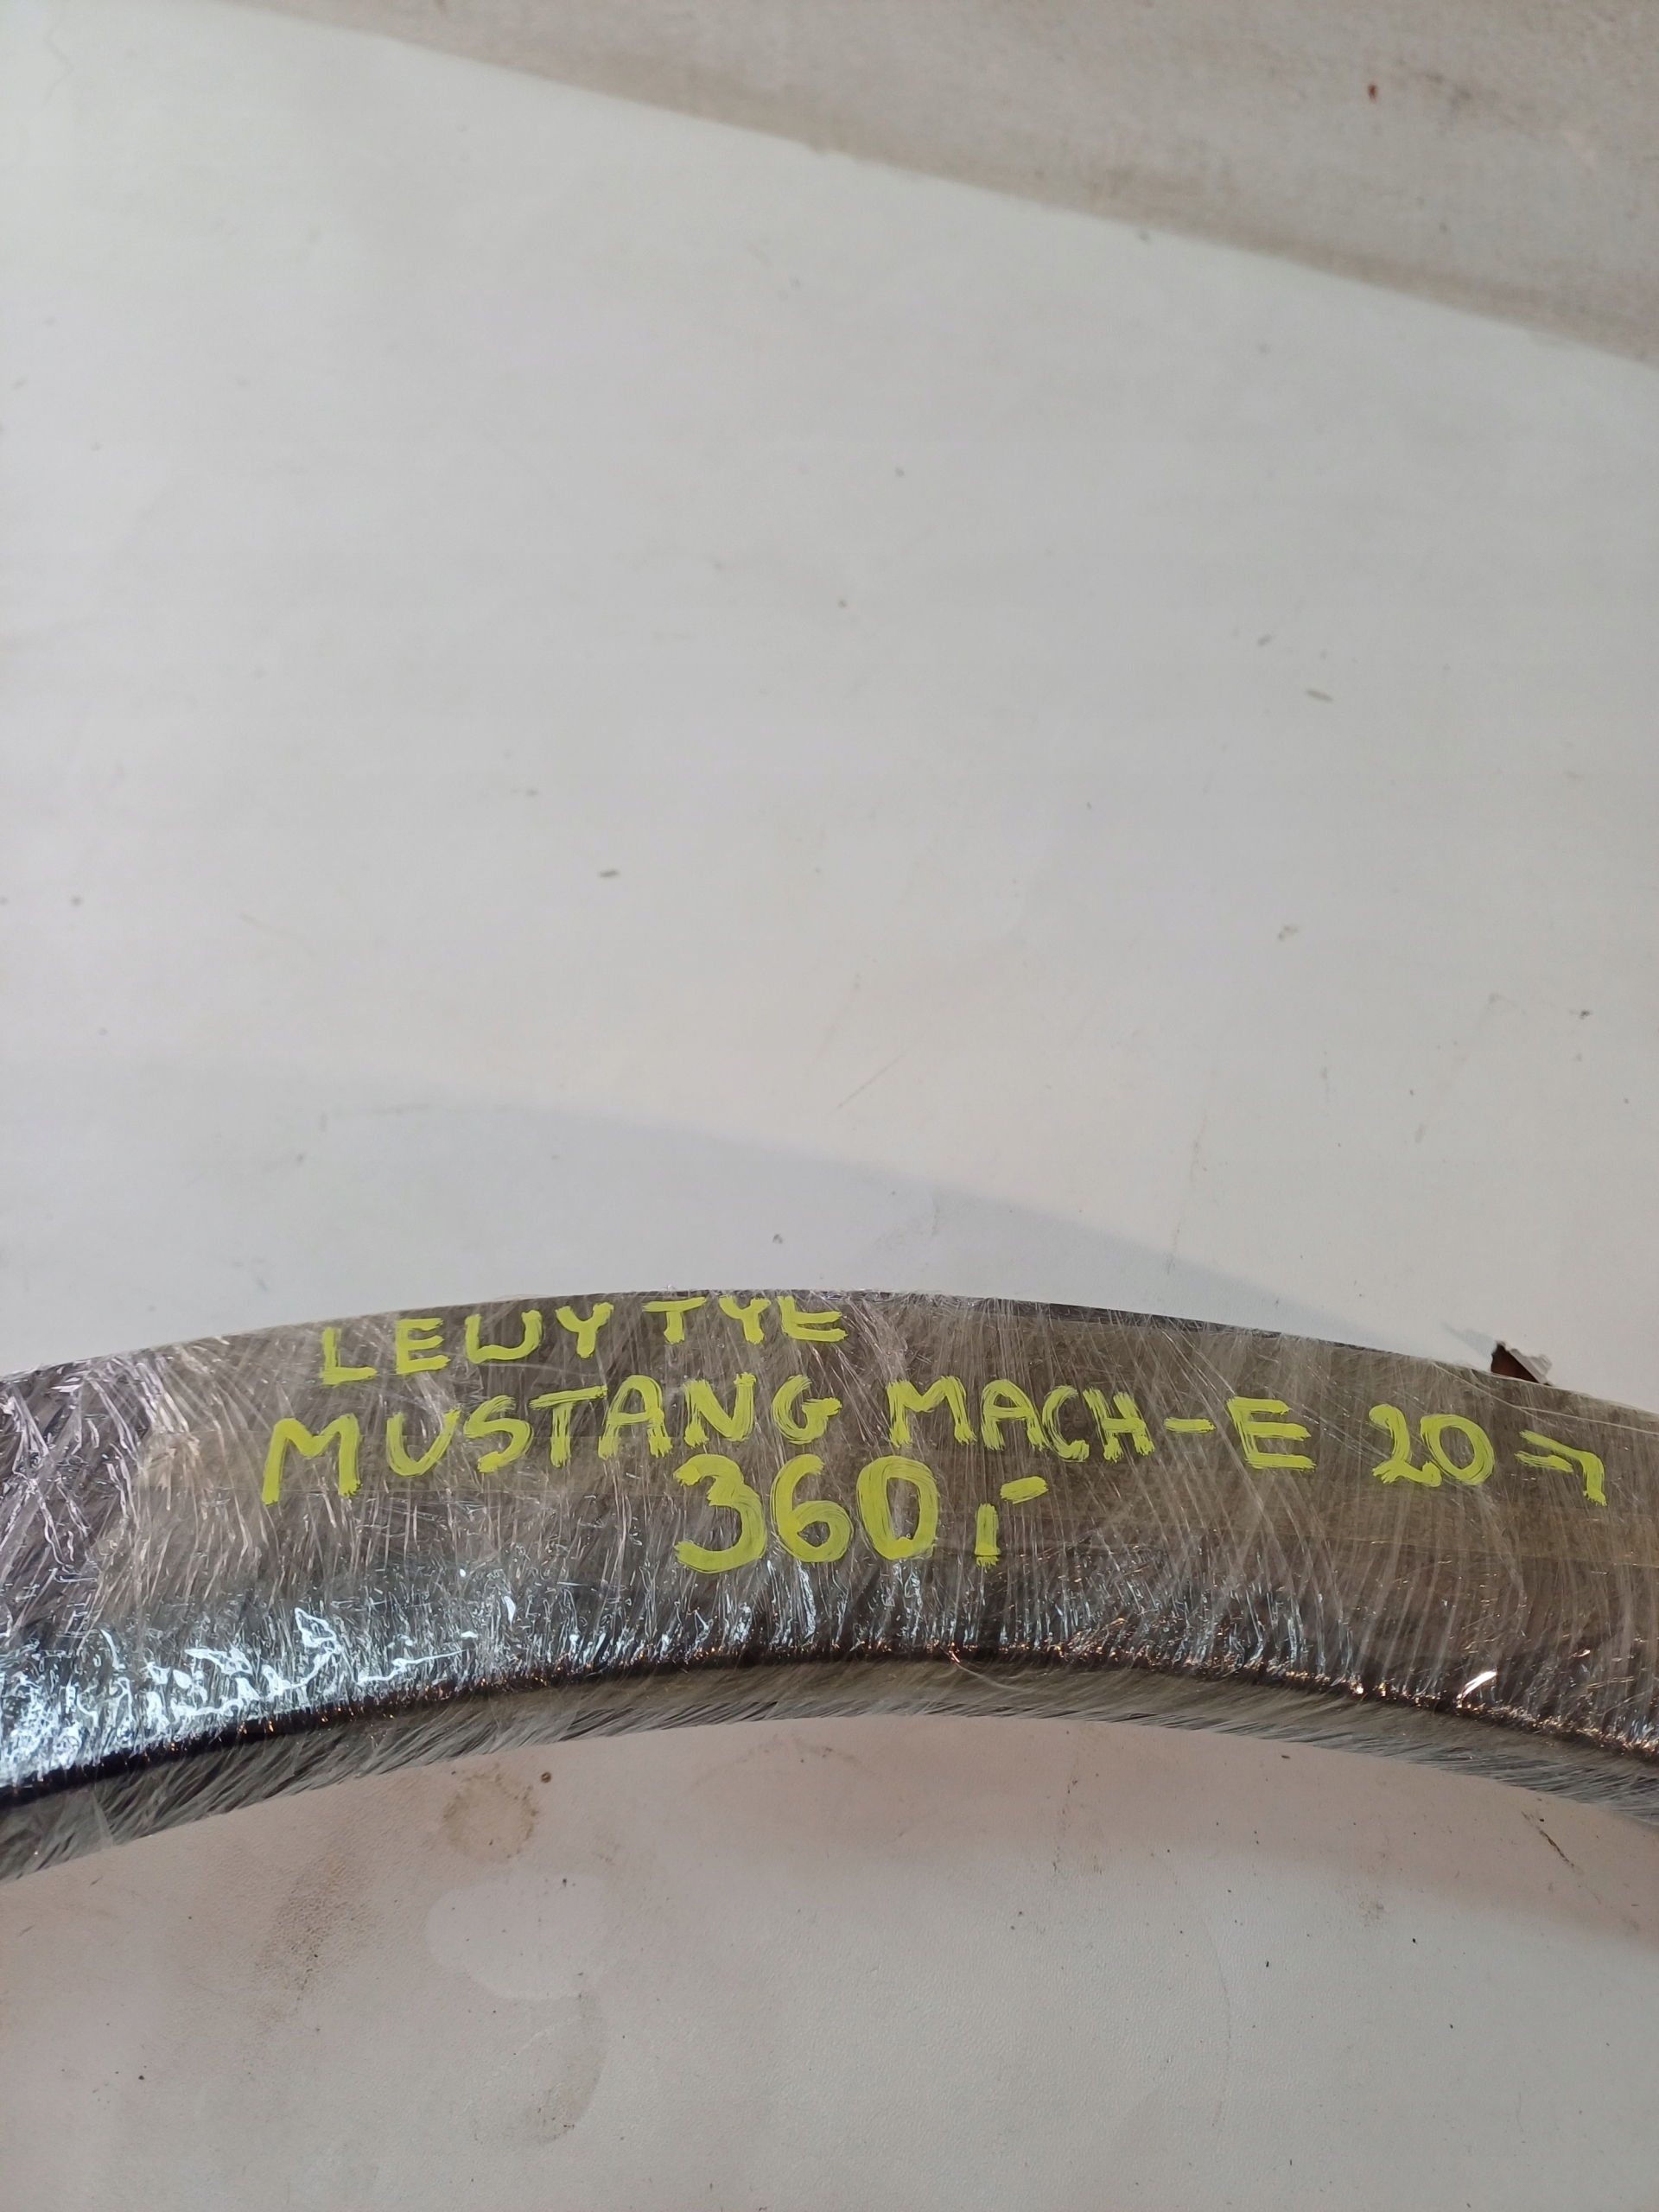 LEWY TYŁ
MUSTANG MACH-E 20->
360,-